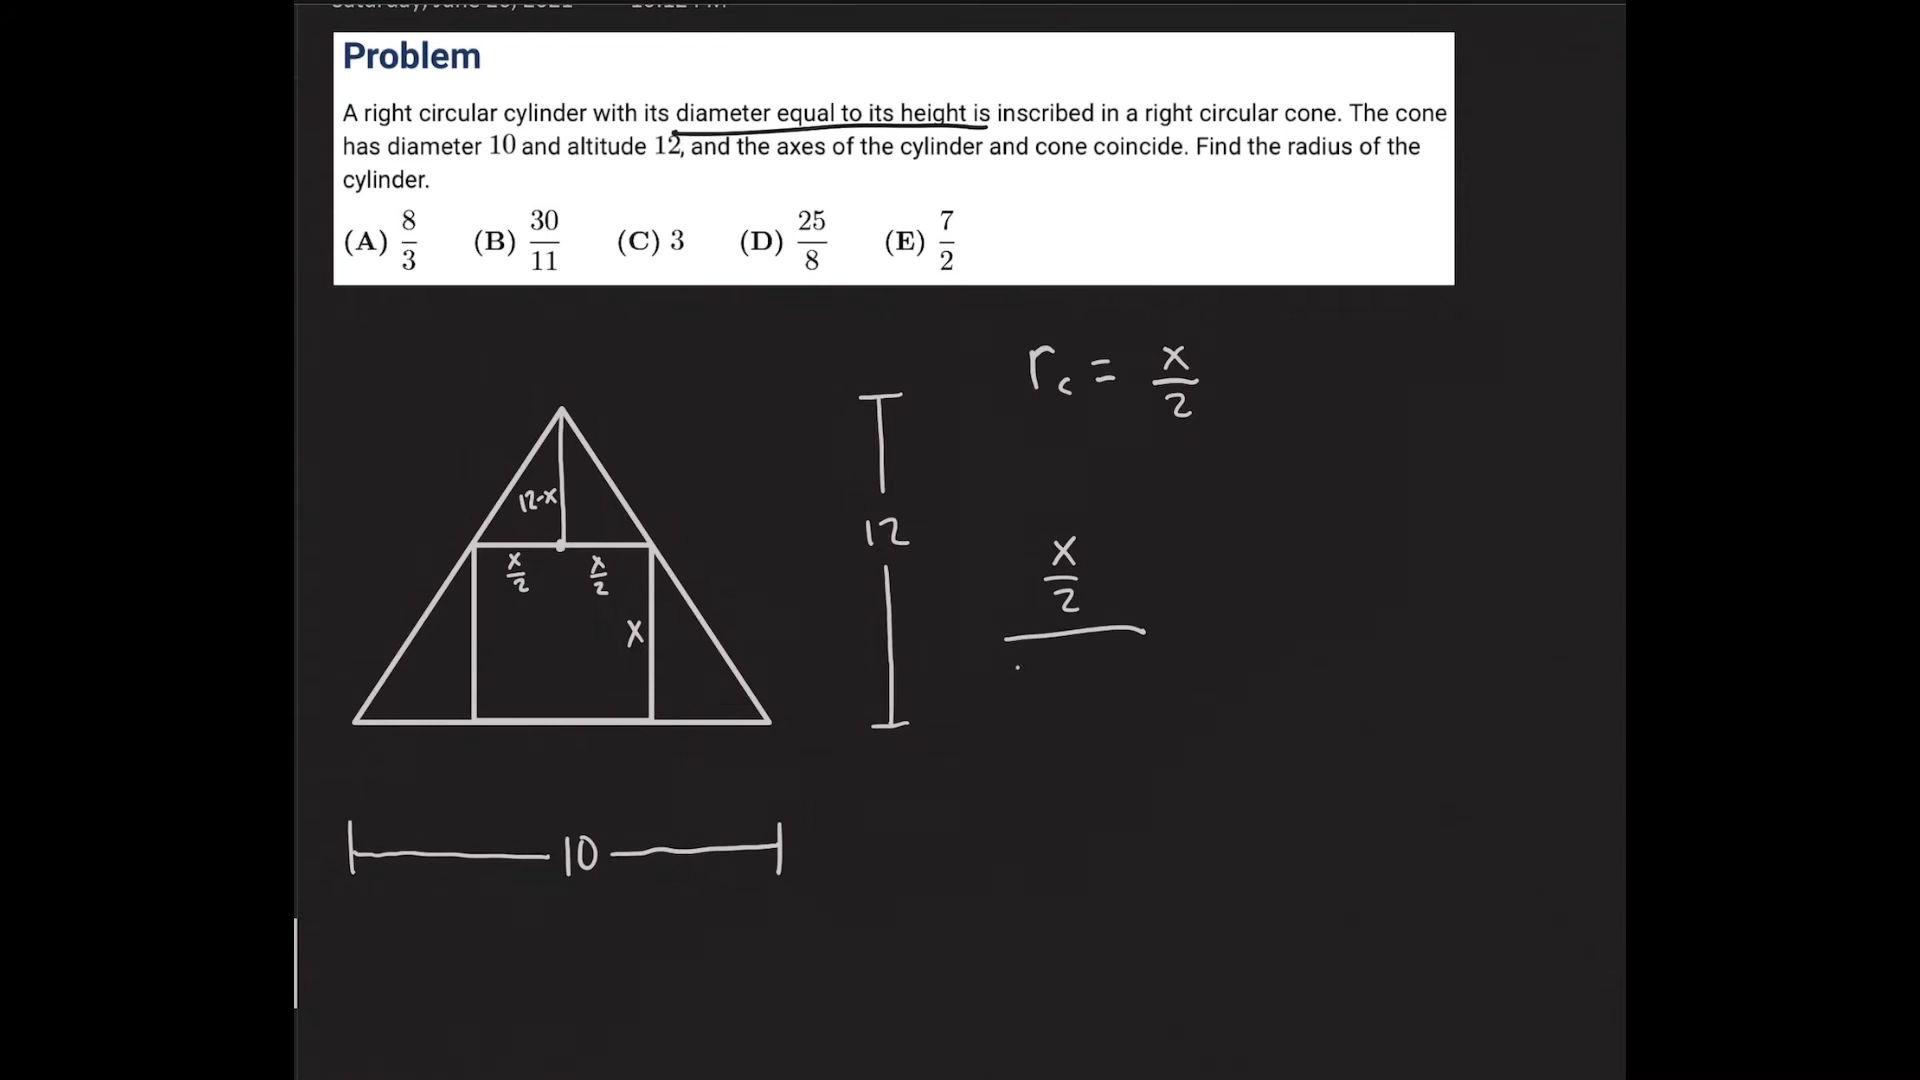 Problem
A right circular cylinder with its diameter equal to its height is inscribed in a right circular cone. The cone
has diameter 10 and altitude 12, and the axes of the cylinder and cone coincide. Find the radius of the
cylinder.
(A) 8/3 (B) 30/11 (C) 3 (D) 25/8 (E) 7/2
r_c = x/2
12-x
12
x/2 x/2
x/2
x
10